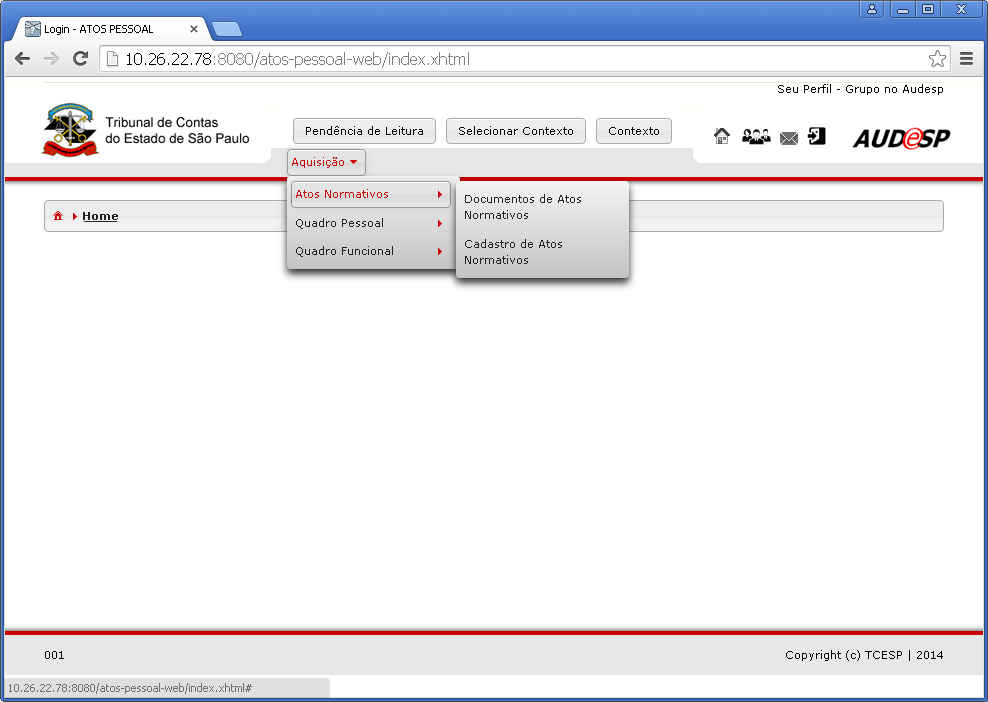 Login - ATOS PESSOAL
10.26.22.78:8080/atos-pessoal-web/index.xhtml
Seu Perfil - Grupo no Audesp
Tribunal de Contas
do Estado de São Paulo
Pendência de Leitura
Selecionar Contexto
Contexto
AUDeSP
Aquisição
Atos Normativos
Quadro Pessoal
Quadro Funcional
Documentos de Atos
Normativos
Cadastro de Atos
Normativos
Home
001
Copyright (c) TCESP | 2014
10.26.22.78:8080/atos-pessoal-web/index.xhtml#